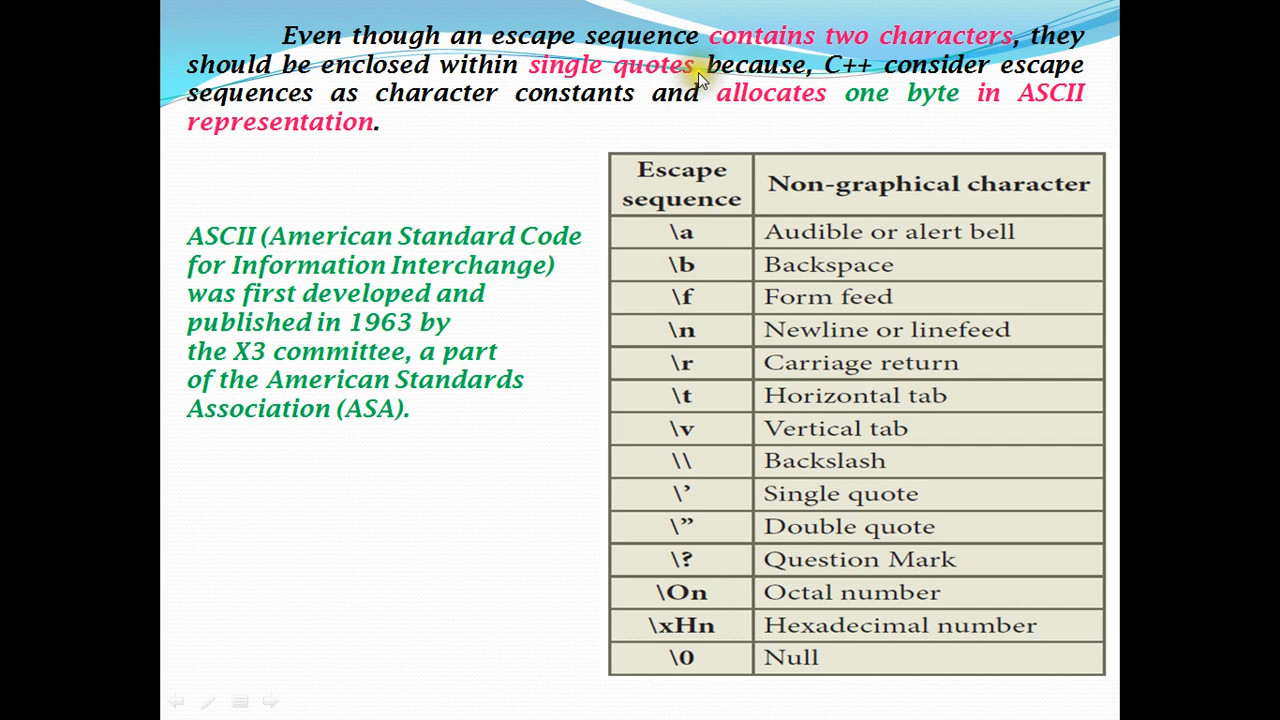 Even though an escape sequence contains two characters, they
should be enclosed within single quotes because, C++ consider escape
sequences as character constants and allocates one byte in ASCII
representation.
ASCII (American Standard Code
for Information Interchange)
was first developed and
published in 1963 by
the X3 committee, a part
of the American Standards
Association (ASA).
Escape
sequence
Non-graphical character
\a Audible or alert bell
\b Backspace
\f Form feed
\n Newline or linefeed
\r Carriage return
\t Horizontal tab
\v Vertical tab
\\ Backslash
\’ Single quote
\” Double quote
\? Question Mark
\On Octal number
\xHn Hexadecimal number
\0 Null